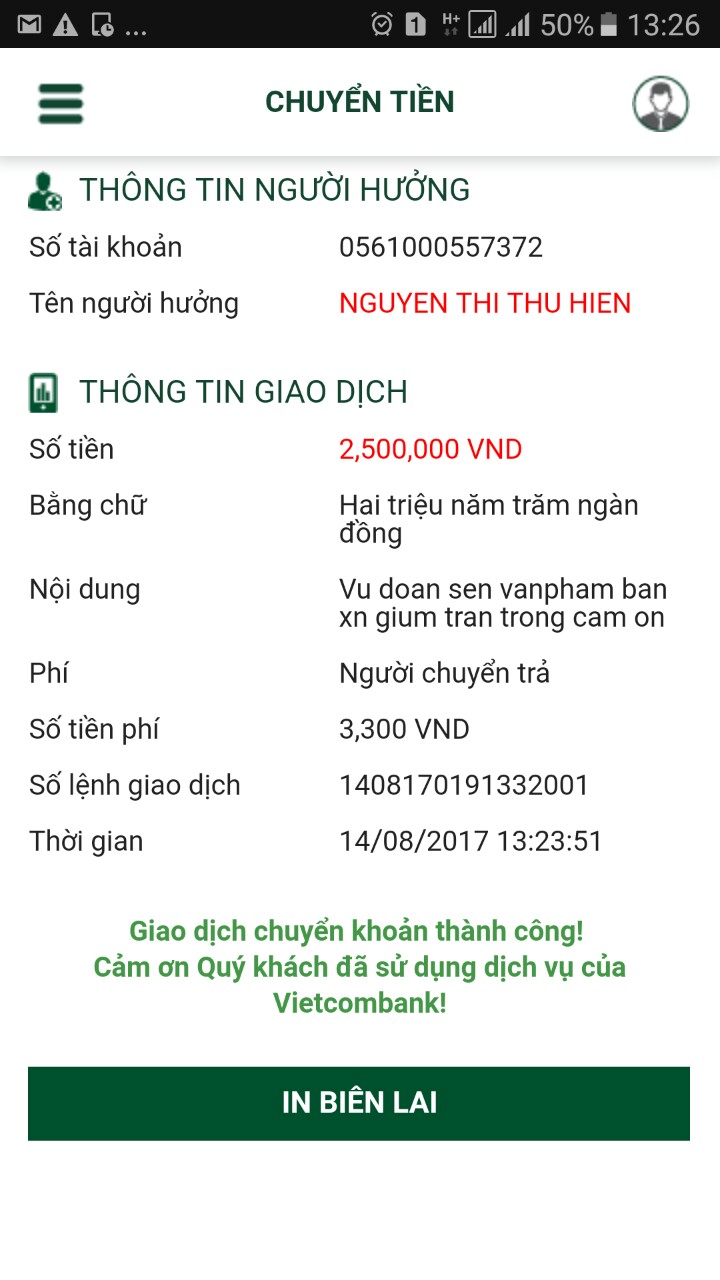 ... 1 H+ 50% 13:26
CHUYỂN TIỀN
THÔNG TIN NGƯỜI HƯỞNG
Số tài khoản 0561000557372
Tên người hưởng NGUYEN THI THU HIEN
THÔNG TIN GIAO DỊCH
Số tiền 2,500,000 VND
Bằng chữ Hai triệu năm trăm ngàn
đồng
Nội dung Vu doan sen vanpham ban
xn gium tran trong cam on
Phí Người chuyển trả
Số tiền phí 3,300 VND
Số lệnh giao dịch 1408170191332001
Thời gian 14/08/2017 13:23:51
Giao dịch chuyển khoản thành công!
Cảm ơn Quý khách đã sử dụng dịch vụ của
Vietcombank!
IN BIÊN LAI